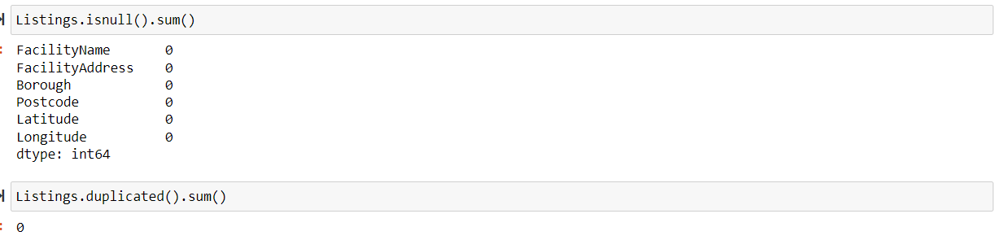 Listings.isnull().sum()
FacilityName 0
FacilityAddress 0
Borough 0
Postcode 0
Latitude 0
Longitude 0
dtype: int64
Listings.duplicated().sum()
0